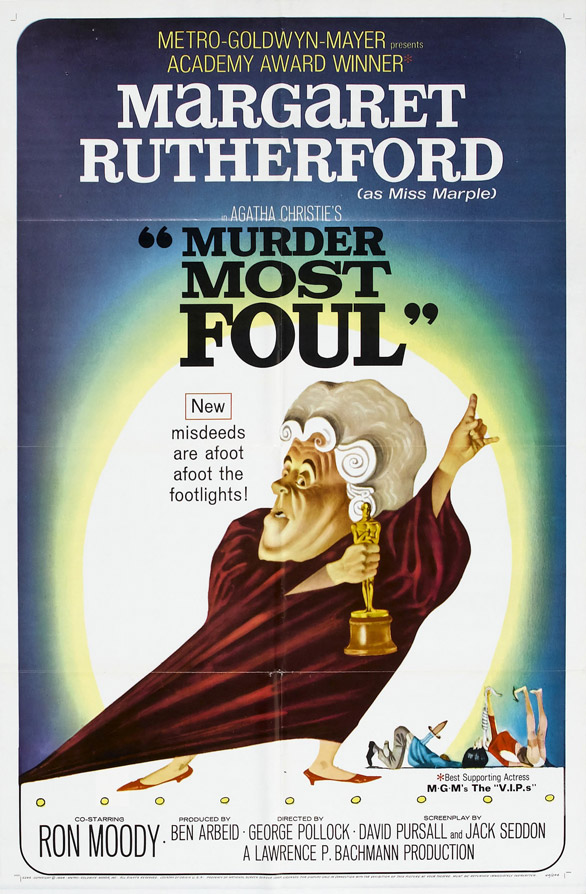 METRO-GOLDWYN-MAYER presents
ACADEMY AWARD WINNER*
MARGARET
RUTHERFORD
(as Miss Marple)
in AGATHA CHRISTIE'S
“MURDER
MOST
FOUL”
New
misdeeds
are afoot
afoot the
footlights!
*Best Supporting Actress
M·G·M's The "V.I.P.s"
CO-STARRING
RON MOODY·
PRODUCED BY
BEN ARBEID·
DIRECTED BY
GEORGE POLLOCK·
SCREENPLAY BY
DAVID PURSALL and JACK SEDDON
A LAWRENCE P. BACHMANN PRODUCTION